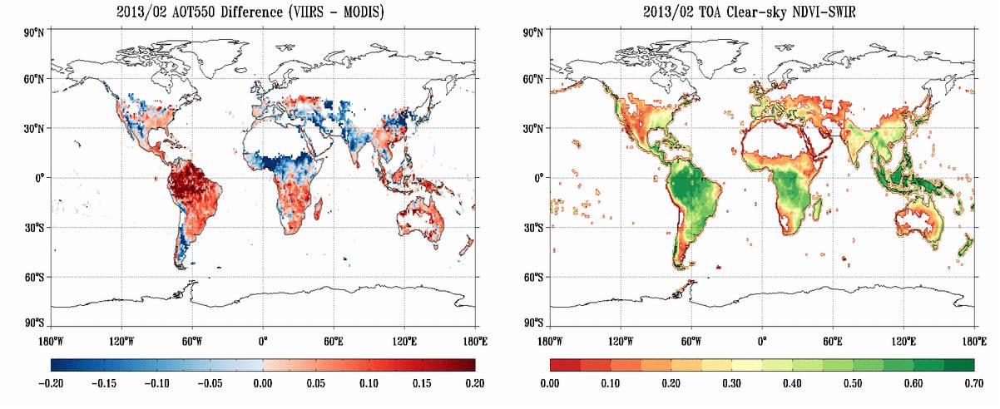 2013/02 AOT550 Difference (VIIRS - MODIS)
90°N
60°N
30°N
0°
30°S
60°S
90°S
180°W 120°W 60°W 0° 60°E 120°E 180°E
-0.20 -0.15 -0.10 -0.05 0.00 0.05 0.10 0.15 0.20
2013/02 TOA Clear-sky NDVI-SWIR
90°N
60°N
30°N
0°
30°S
60°S
90°S
180°W 120°W 60°W 0° 60°E 120°E 180°E
0.00 0.10 0.20 0.30 0.40 0.50 0.60 0.70